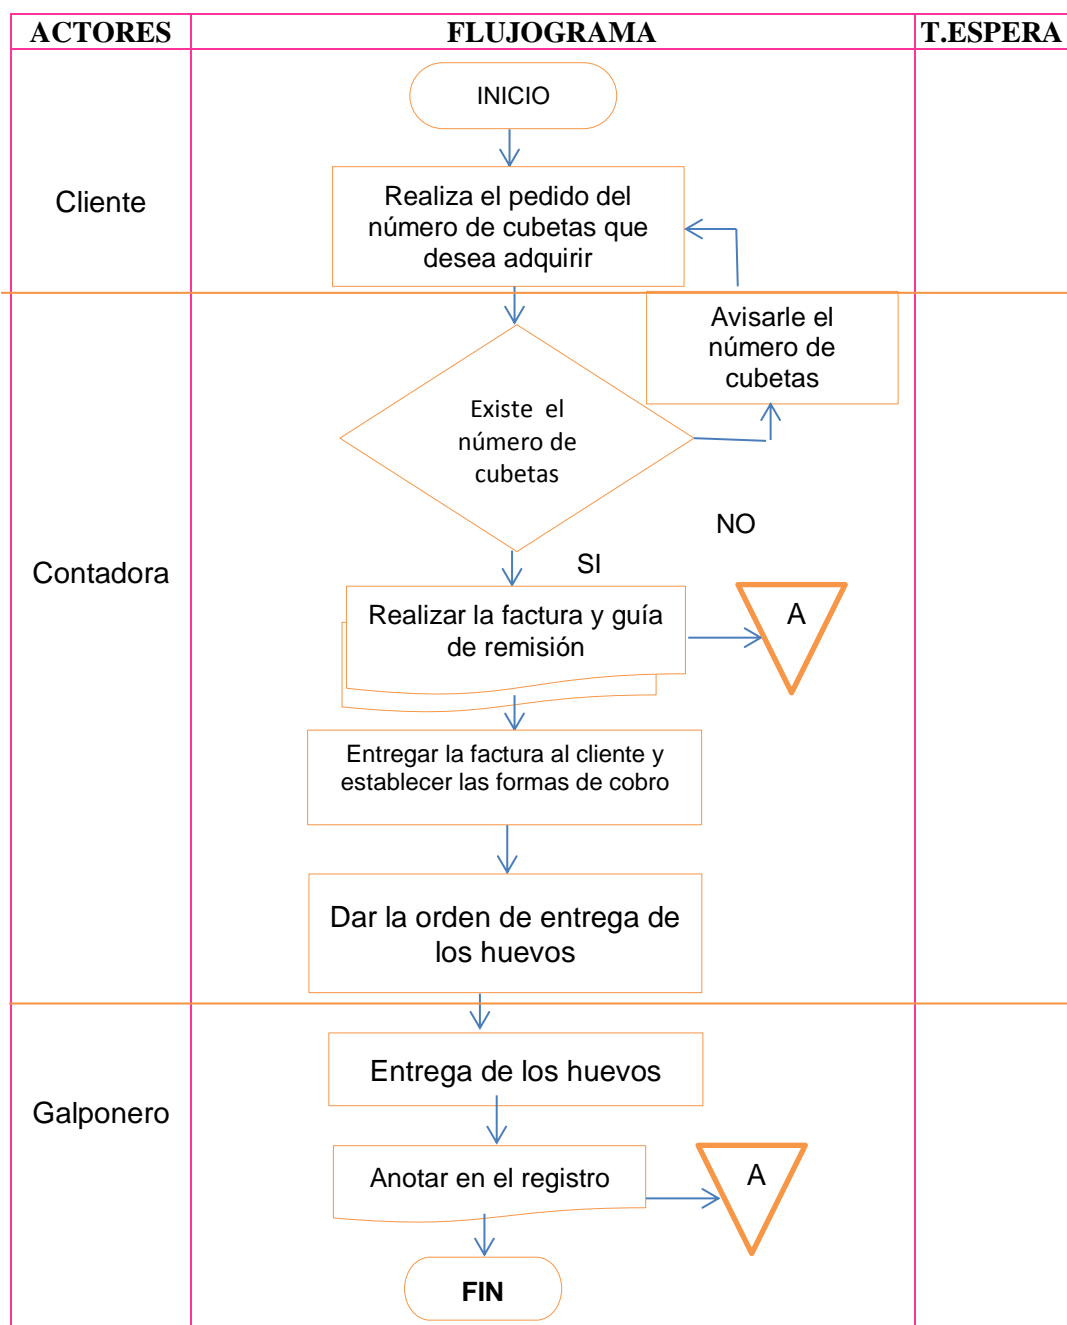 ACTORES
FLUJOGRAMA
T.ESPERA
INICIO
Cliente
Realiza el pedido del
número de cubetas que
desea adquirir
Avisarle el
número de
cubetas
Existe el
número de
cubetas
NO
SI
Contadora
Realizar la factura y guía
de remisión
A
Entregar la factura al cliente y
establecer las formas de cobro
Dar la orden de entrega de
los huevos
Entrega de los huevos
Galponero
Anotar en el registro
A
FIN